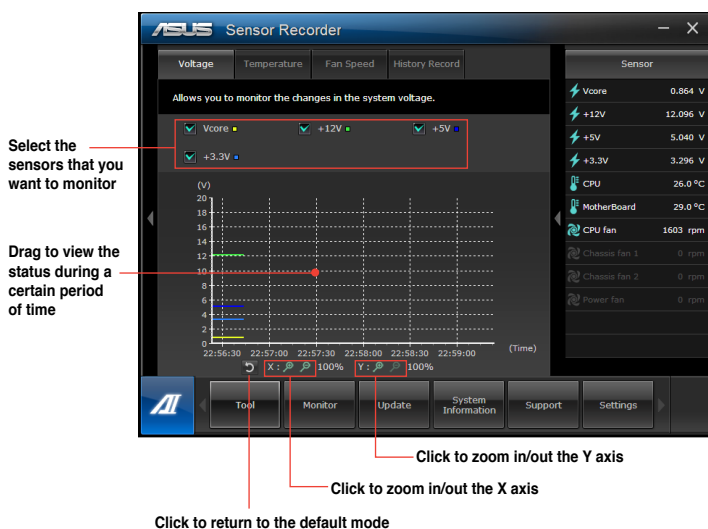 ASUS Sensor Recorder
Voltage Temperature Fan Speed History Record
Allows you to monitor the changes in the system voltage.
Vcore +12V +5V
+3.3V
Select the
sensors that you
want to monitor
(V)
20
18
16
14
12
10
8
6
4
2
0
22:56:30 22:57:00 22:57:30 22:58:00 22:58:30 22:59:00
(Time)
Drag to view the
status during a
certain period
of time
X : 100% Y : 100%
Sensor
Vcore 0.864 V
+12V 12.096 V
+5V 5.040 V
+3.3V 3.296 V
CPU 26.0 ºC
MotherBoard 29.0 ºC
CPU fan 1603 rpm
Chassis fan 1 0 rpm
Chassis fan 2 0 rpm
Power fan 0 rpm
AI
Tool Monitor Update System Information Support Settings
Click to zoom in/out the Y axis
Click to zoom in/out the X axis
Click to return to the default mode